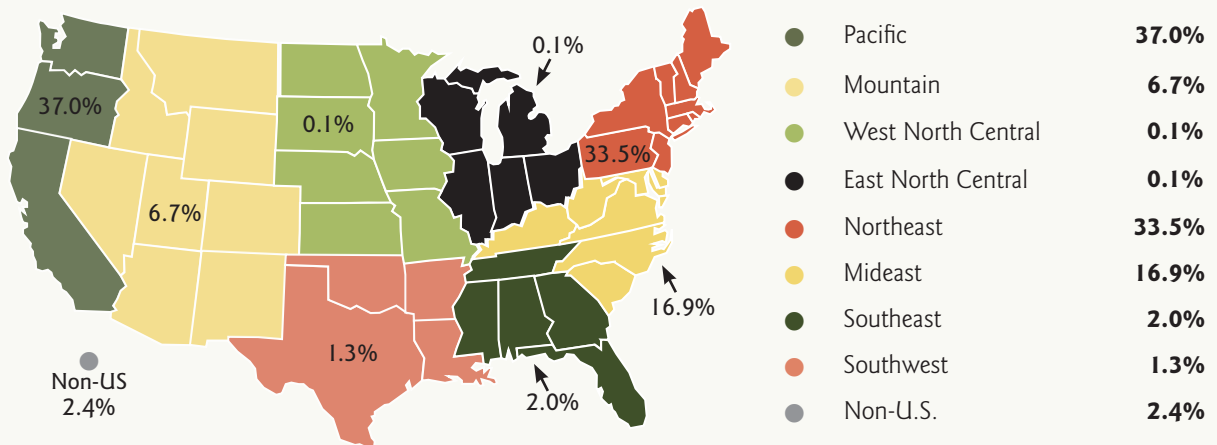 0.1%
37.0%
0.1%
33.5%
6.7%
16.9%
1.3%
2.0%
Non-US
2.4%
Pacific 37.0%
Mountain 6.7%
West North Central 0.1%
East North Central 0.1%
Northeast 33.5%
Mideast 16.9%
Southeast 2.0%
Southwest 1.3%
Non-U.S. 2.4%